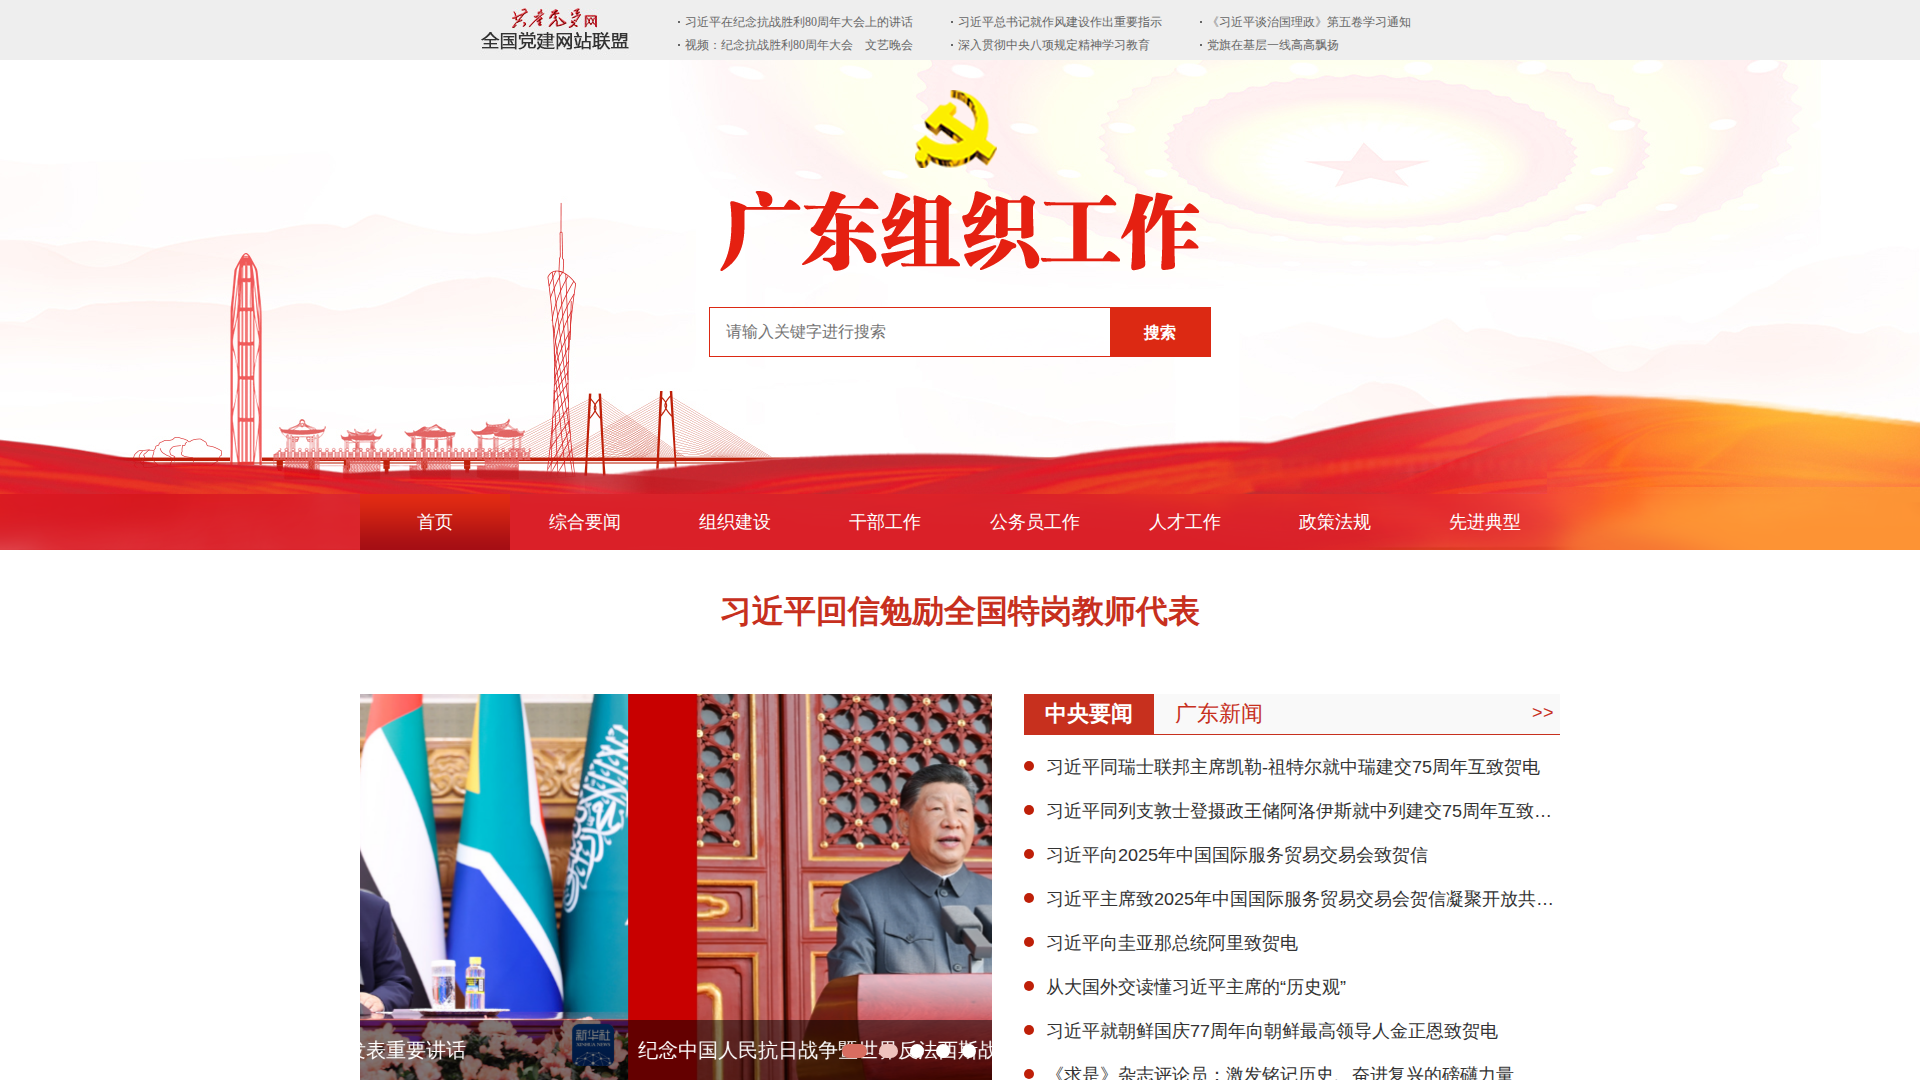 共产党员网
全国党建网站联盟
· 习近平在纪念抗战胜利80周年大会上的讲话
· 习近平总书记就作风建设作出重要指示
· 《习近平谈治国理政》第五卷学习通知
· 视频：纪念抗战胜利80周年大会　文艺晚会
· 深入贯彻中央八项规定精神学习教育
· 党旗在基层一线高高飘扬
广东组织工作
请输入关键字进行搜索
搜索
首页
综合要闻
组织建设
干部工作
公务员工作
人才工作
政策法规
先进典型
习近平回信勉励全国特岗教师代表
中央要闻
广东新闻
>>
习近平同瑞士联邦主席凯勒-祖特尔就中瑞建交75周年互致贺电
习近平同列支敦士登摄政王储阿洛伊斯就中列建交75周年互致…
习近平向2025年中国国际服务贸易交易会致贺信
习近平主席致2025年中国国际服务贸易交易会贺信凝聚开放共…
习近平向圭亚那总统阿里致贺电
从大国外交读懂习近平主席的“历史观”
习近平就朝鲜国庆77周年向朝鲜最高领导人金正恩致贺电
《求是》杂志评论员：激发铭记历史、奋进复兴的磅礴力量
新华社
XINHUA NEWS
发表重要讲话
纪念中国人民抗日战争暨世界反法西斯战